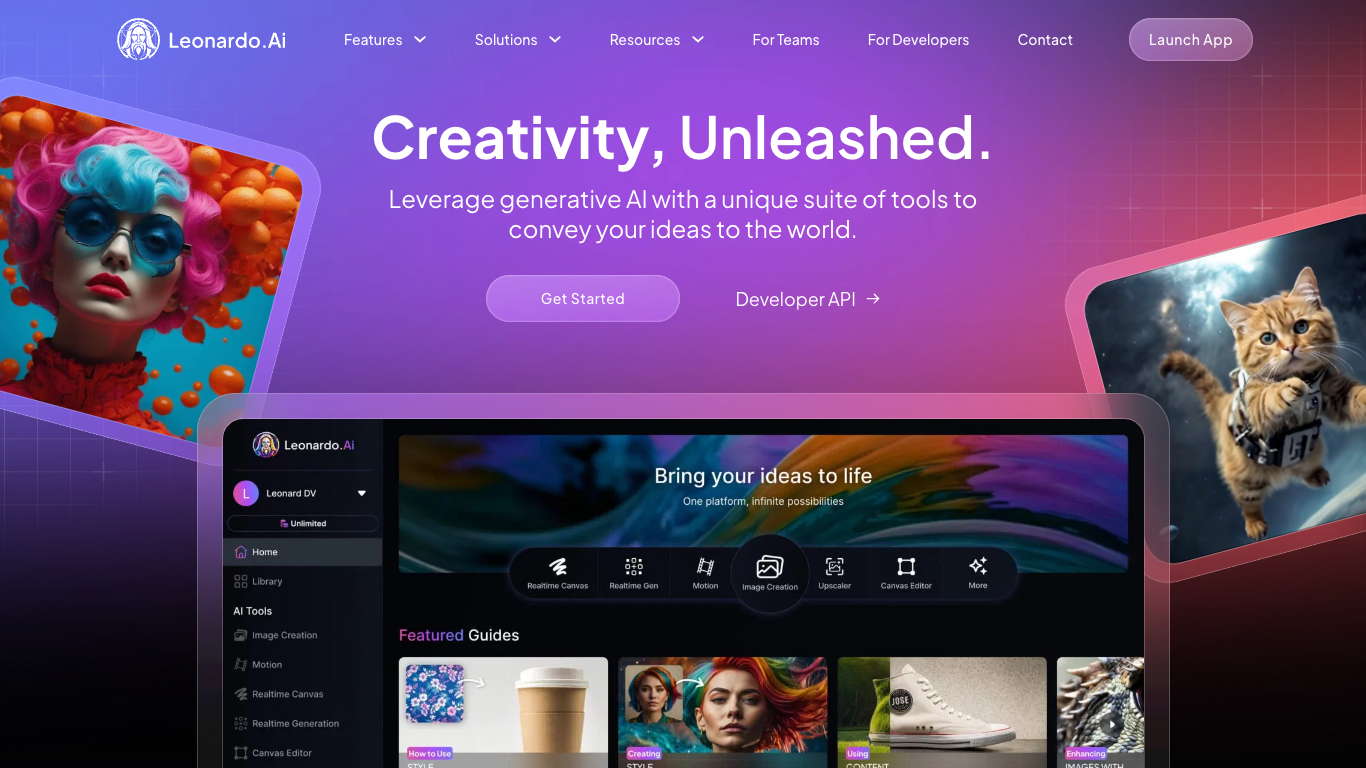 Leonardo.Ai
Features
Solutions
Resources
For Teams
For Developers
Contact
Launch App
Creativity, Unleashed.
Leverage generative AI with a unique suite of tools to
convey your ideas to the world.
Get Started
Developer API →
Leonardo.Ai
L
Leonard DV
Unlimited
Home
Library
AI Tools
Image Creation
Motion
Realtime Canvas
Realtime Generation
Canvas Editor
Bring your ideas to life
One platform, infinite possibilities
Realtime Canvas
Realtime Gen
Motion
Image Creation
Upscaler
Canvas Editor
More
Featured Guides
How to Use
STYLE
Creating
STYLE
JOSE
Using
CONTENT
Enhancing
IMAGES WITH